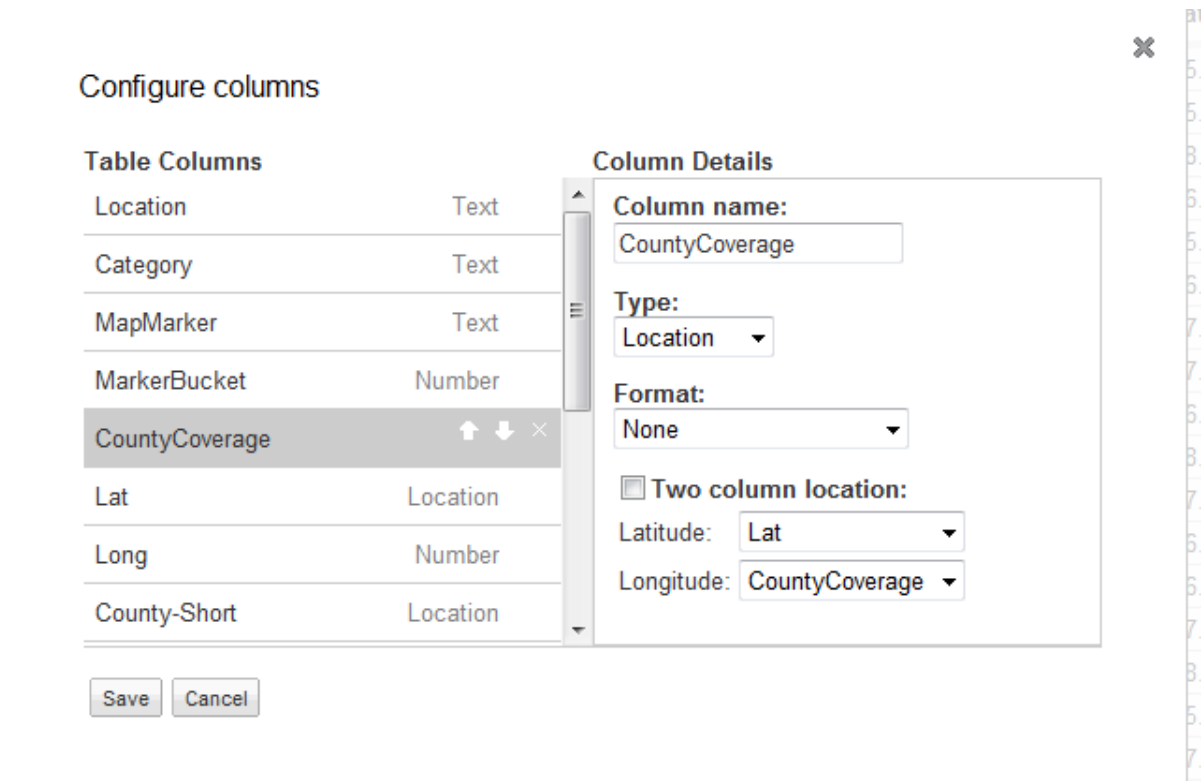 Configure columns
Table Columns
Location Text
Category Text
MapMarker Text
MarkerBucket Number
CountyCoverage
Lat Location
Long Number
County-Short Location
Save Cancel
Column Details
Column name:
CountyCoverage
Type:
Location
Format:
None
Two column location:
Latitude: Lat
Longitude: CountyCoverage